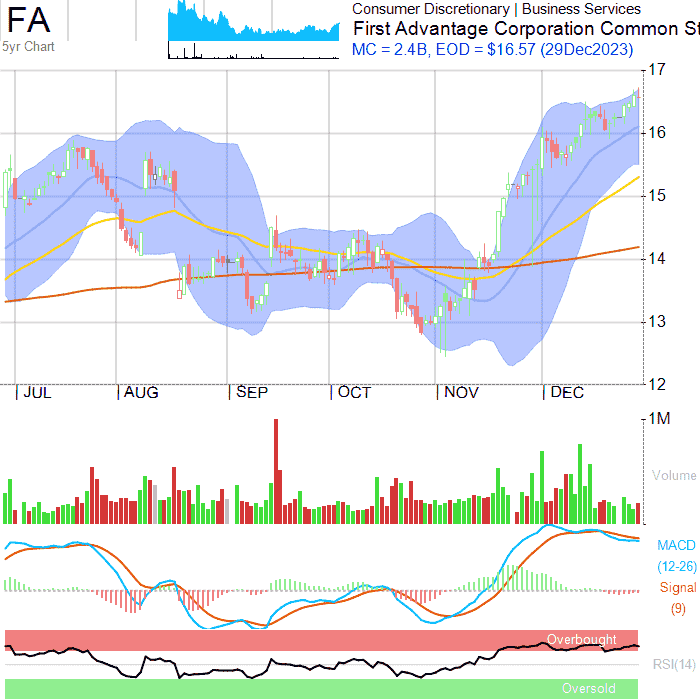 FA
5yr Chart
Consumer Discretionary | Business Services
First Advantage Corporation Common St
MC = 2.4B, EOD = $16.57 (29Dec2023)
17
16
15
14
13
12
JUL AUG SEP OCT NOV DEC
1M
Volume
MACD
(12-26)
Signal
(9)
Overbought
RSI(14)
Oversold